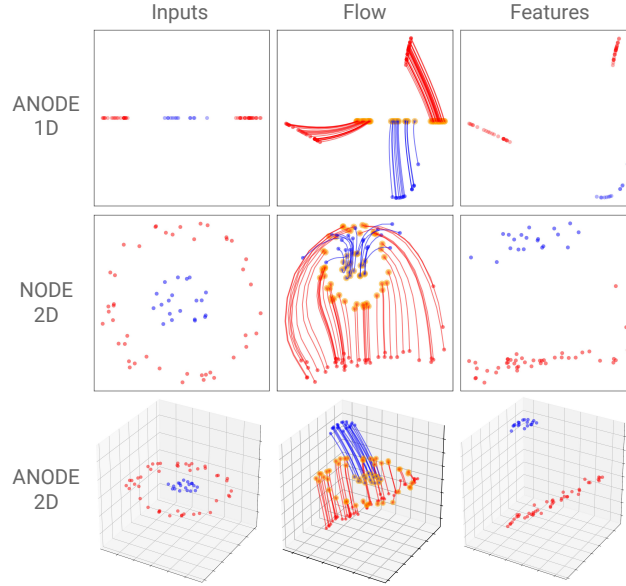 Inputs Flow Features
ANODE
1D
NODE
2D
ANODE
2D